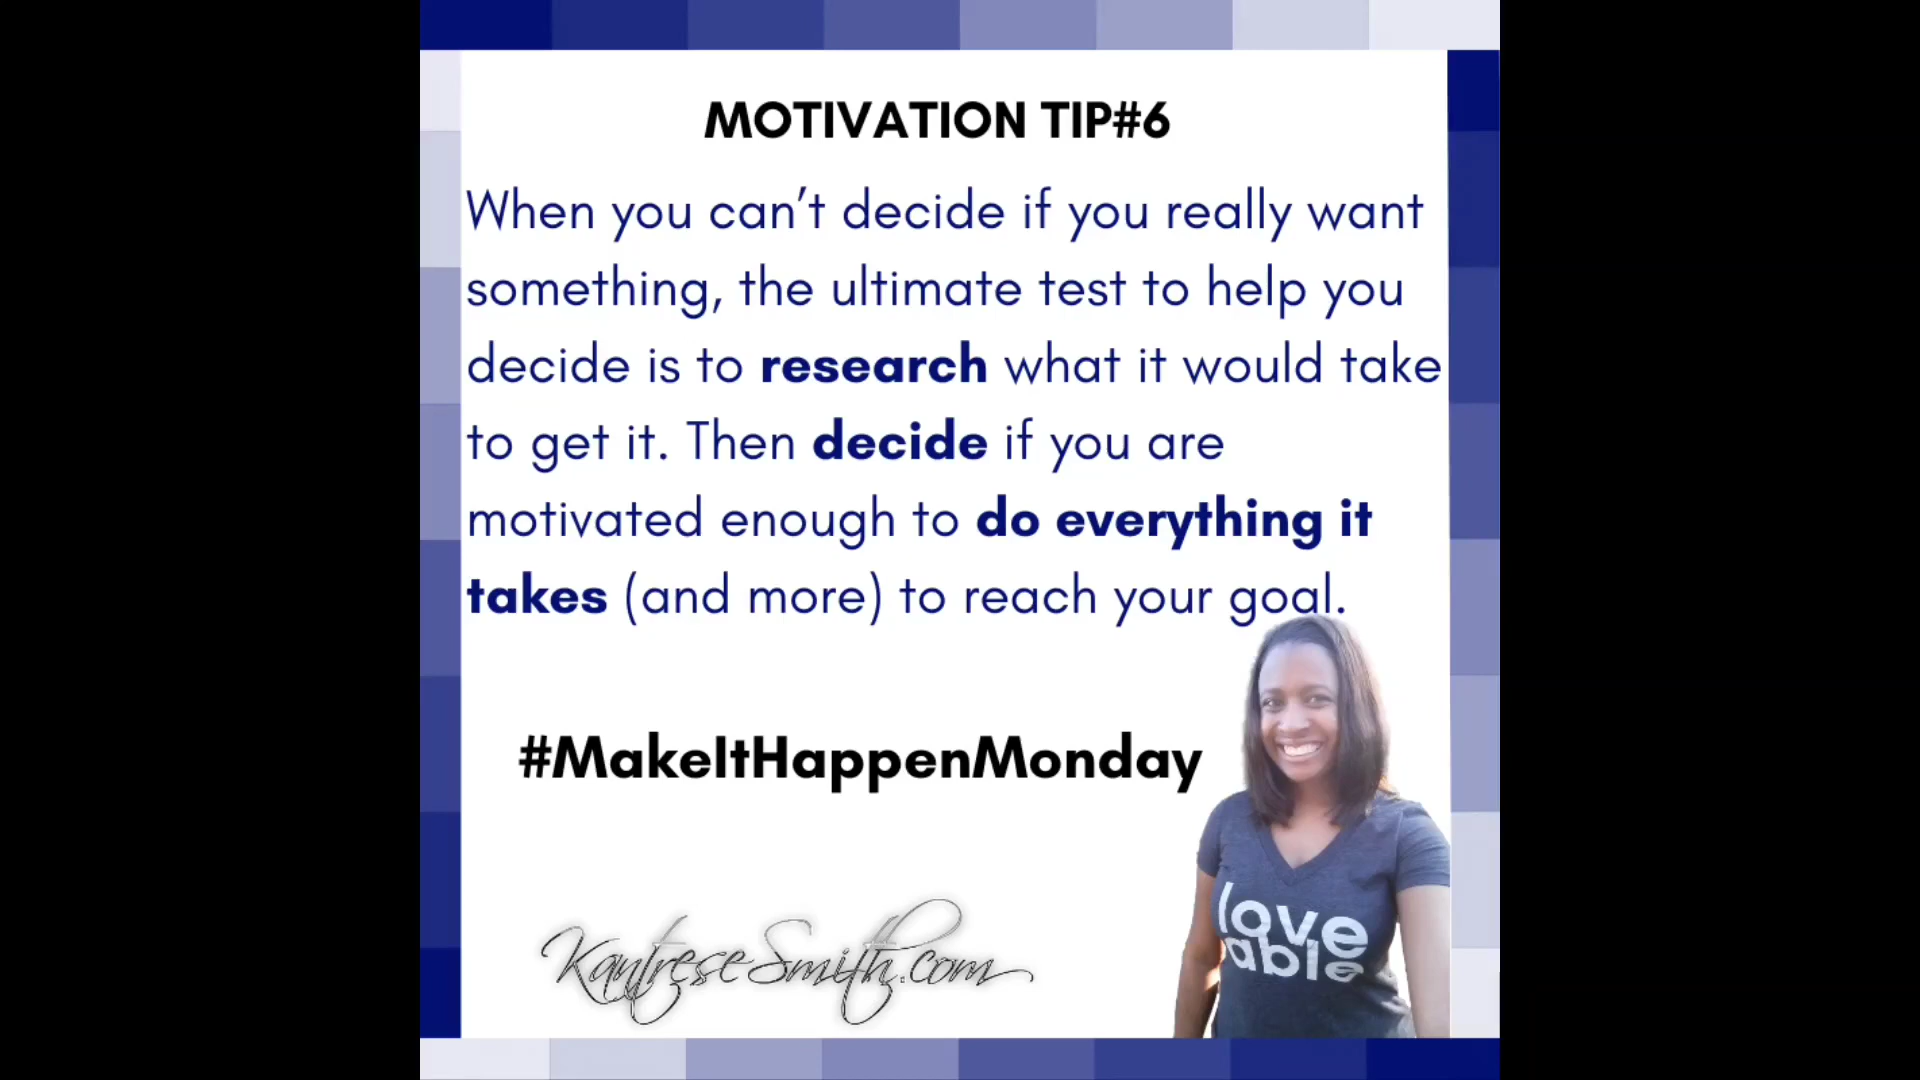 MOTIVATION TIP#6
When you can’t decide if you really want
something, the ultimate test to help you
decide is to research what it would take
to get it. Then decide if you are
motivated enough to do everything it
takes (and more) to reach your goal.
#MakeItHappenMonday
love
able
KantreseSmith.com